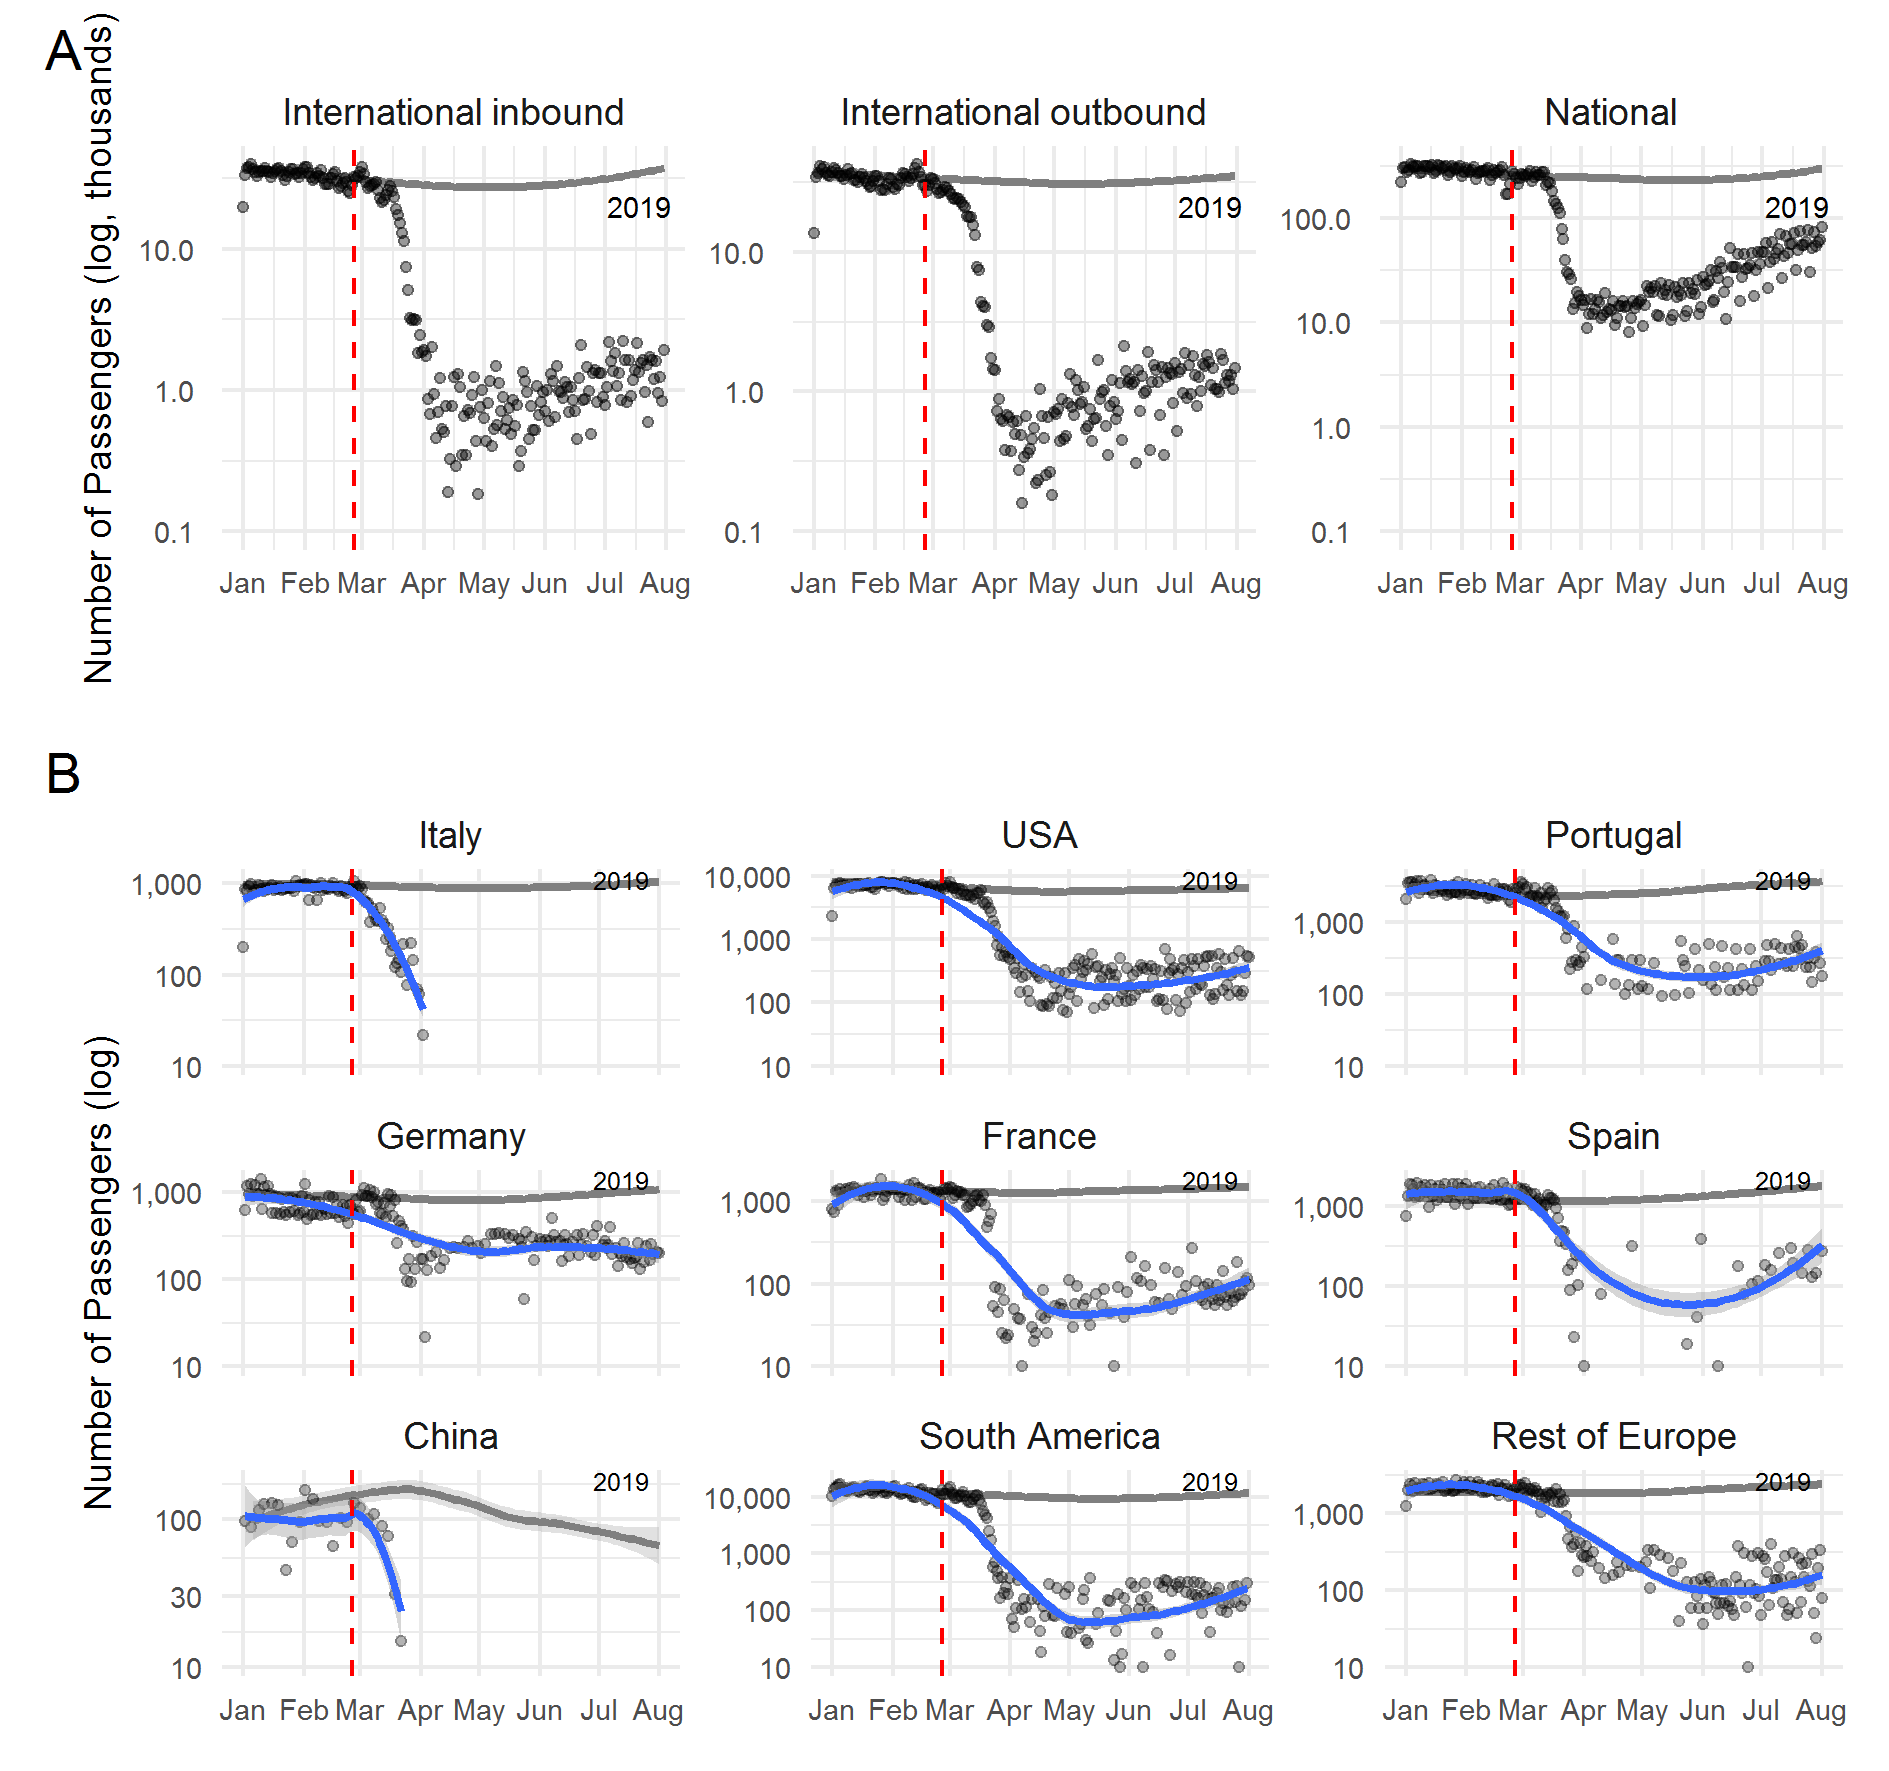 A
Number of Passengers (log, thousands)
International inbound
International outbound
National
2019
2019
2019
10.0
1.0
0.1
10.0
1.0
0.1
100.0
10.0
1.0
0.1
Jan Feb Mar Apr May Jun Jul Aug
Jan Feb Mar Apr May Jun Jul Aug
Jan Feb Mar Apr May Jun Jul Aug
B
Number of Passengers (log)
Italy
USA
Portugal
2019
2019
2019
1,000
100
10
10,000
1,000
100
10
1,000
100
10
Germany
France
Spain
2019
2019
2019
1,000
100
10
1,000
100
10
1,000
100
10
China
South America
Rest of Europe
2019
2019
2019
100
30
10
10,000
1,000
100
10
1,000
100
10
Jan Feb Mar Apr May Jun Jul Aug
Jan Feb Mar Apr May Jun Jul Aug
Jan Feb Mar Apr May Jun Jul Aug